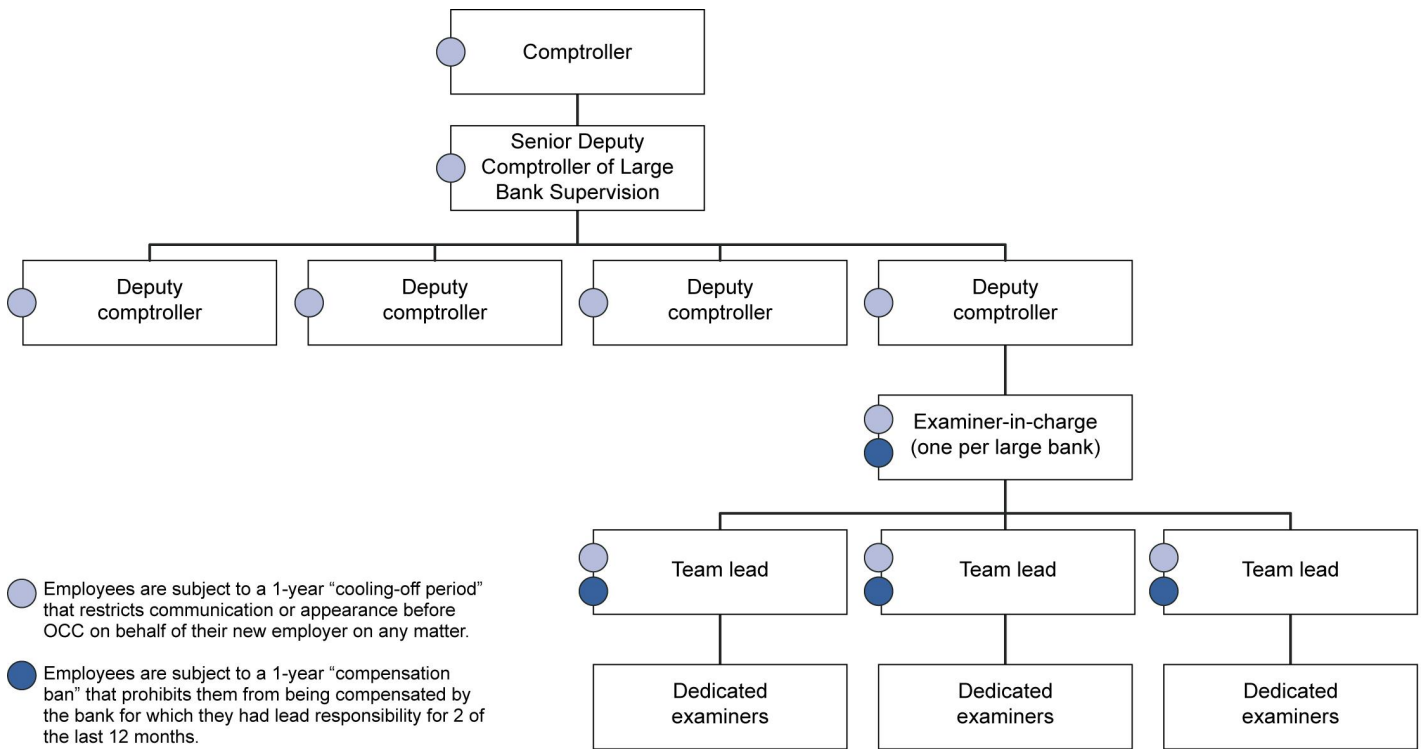 Comptroller
Senior Deputy
Comptroller of Large
Bank Supervision
Deputy
comptroller
Deputy
comptroller
Deputy
comptroller
Deputy
comptroller
Examiner-in-charge
(one per large bank)
Team lead
Team lead
Team lead
Dedicated
examiners
Dedicated
examiners
Dedicated
examiners
Employees are subject to a 1-year “cooling-off period”
that restricts communication or appearance before
OCC on behalf of their new employer on any matter.
Employees are subject to a 1-year “compensation
ban” that prohibits them from being compensated by
the bank for which they had lead responsibility for 2 of
the last 12 months.